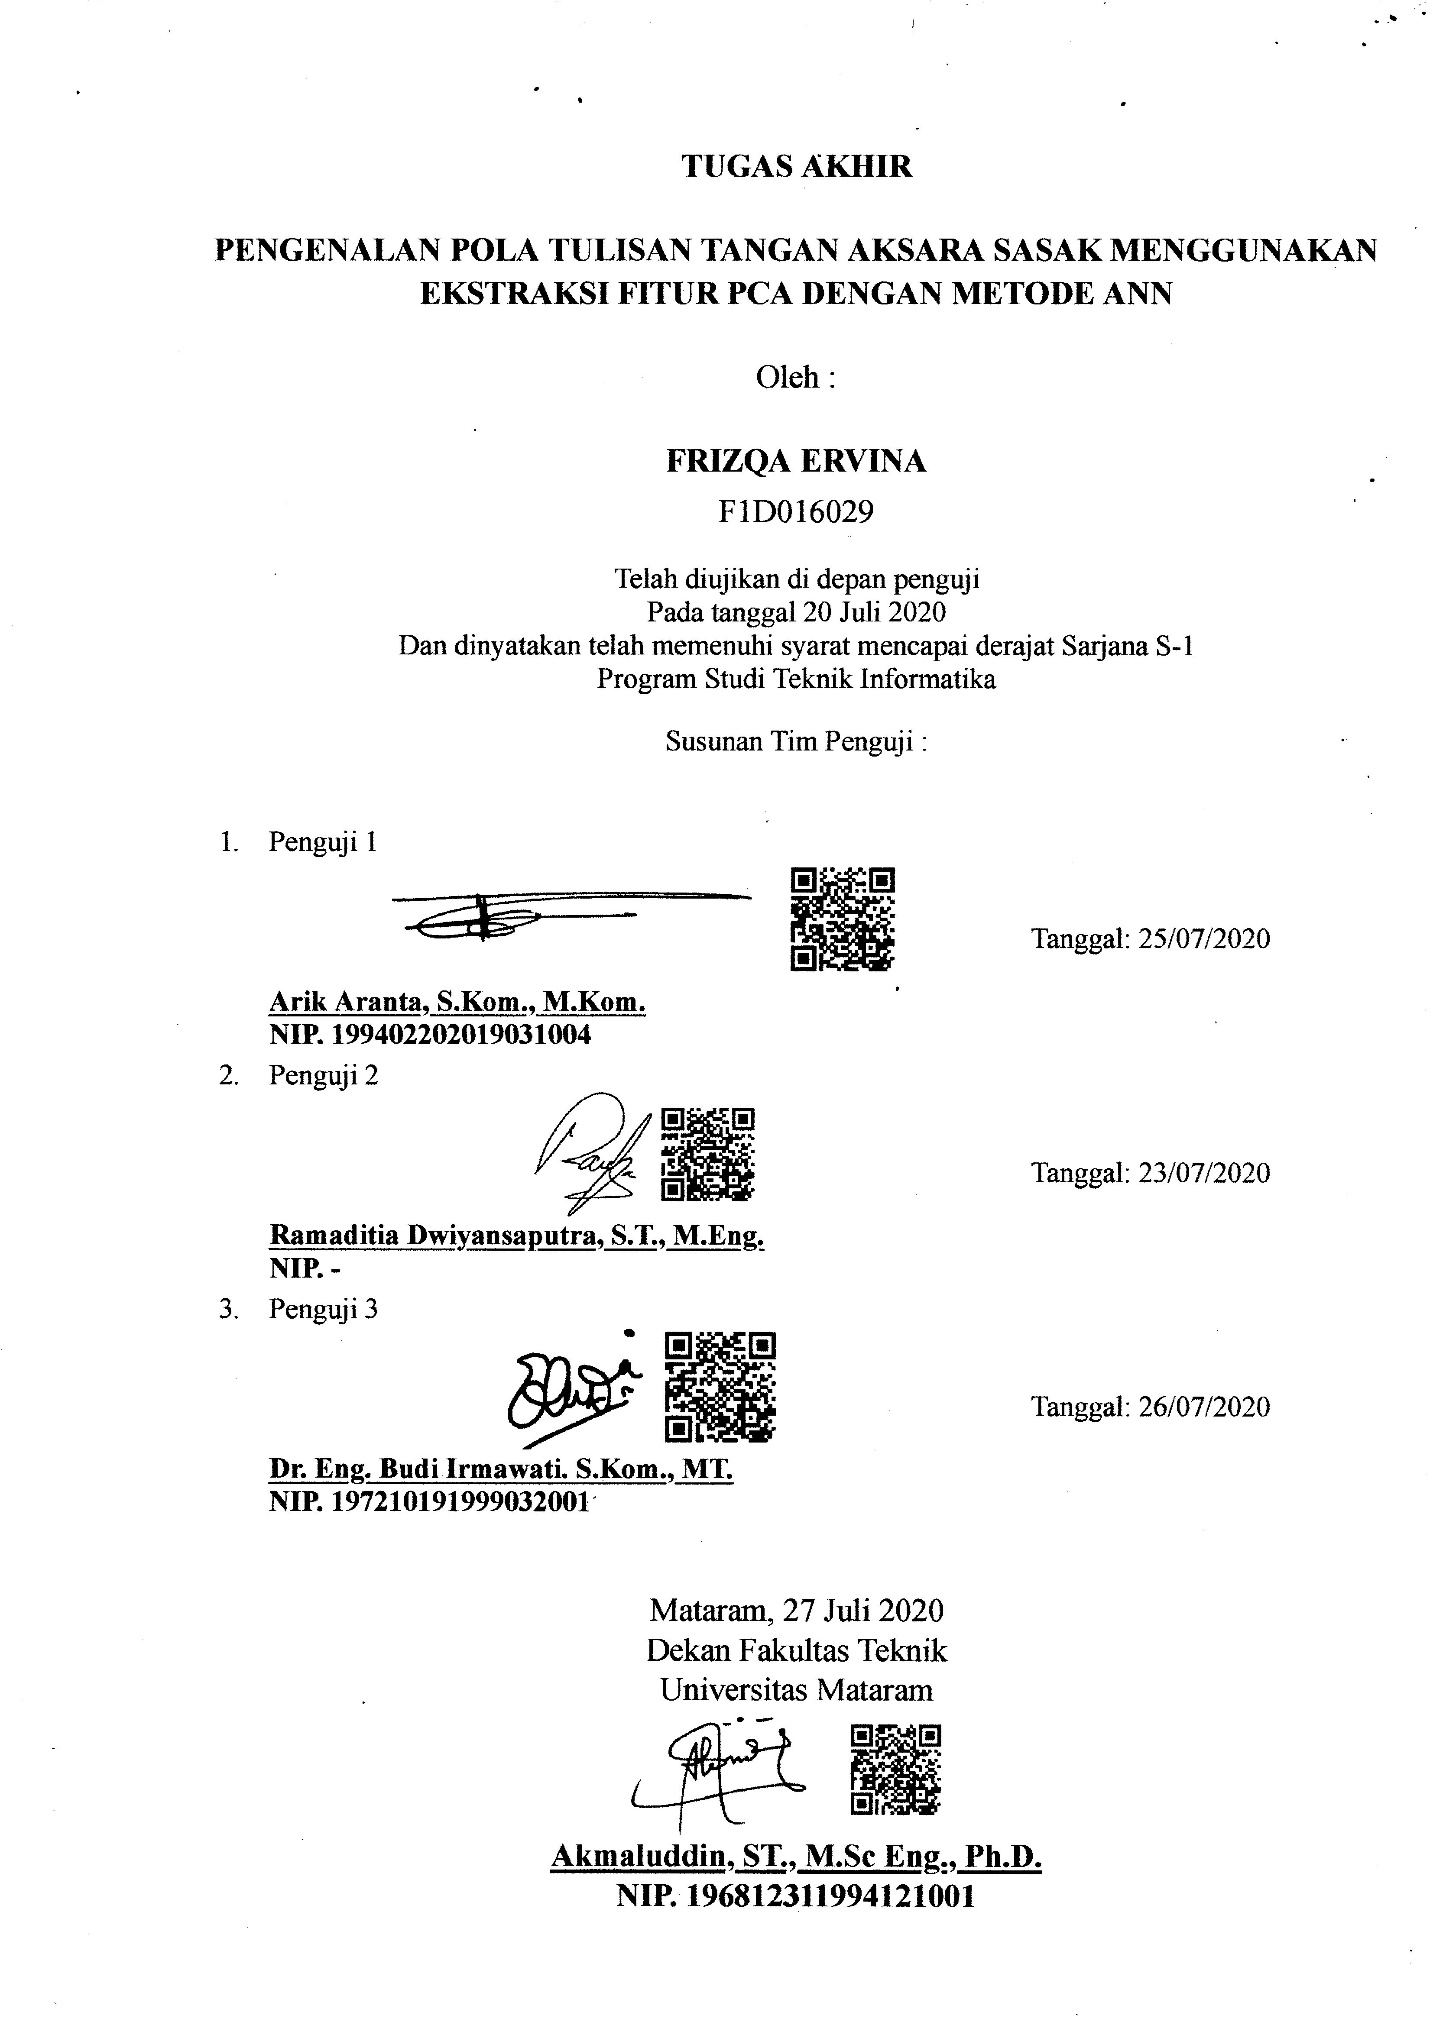 TUGAS AKHIR
PENGENALAN POLA TULISAN TANGAN AKSARA SASAK MENGGUNAKAN
EKSTRAKSI FITUR PCA DENGAN METODE ANN
Oleh :
FRIZQA ERVINA
F1D016029
Telah diujikan di depan penguji
Pada tanggal 20 Juli 2020
Dan dinyatakan telah memenuhi syarat mencapai derajat Sarjana S-1
Program Studi Teknik Informatika
Susunan Tim Penguji :
1. Penguji 1
Tanggal: 25/07/2020
Arik Aranta, S.Kom., M.Kom.
NIP. 199402202019031004
2. Penguji 2
Tanggal: 23/07/2020
Ramaditia Dwiyansaputra, S.T., M.Eng.
NIP. -
3. Penguji 3
Tanggal: 26/07/2020
Dr. Eng. Budi Irmawati. S.Kom., MT.
NIP. 197210191999032001
Mataram, 27 Juli 2020
Dekan Fakultas Teknik
Universitas Mataram
Akmaluddin, ST., M.Sc Eng., Ph.D.
NIP. 196812311994121001